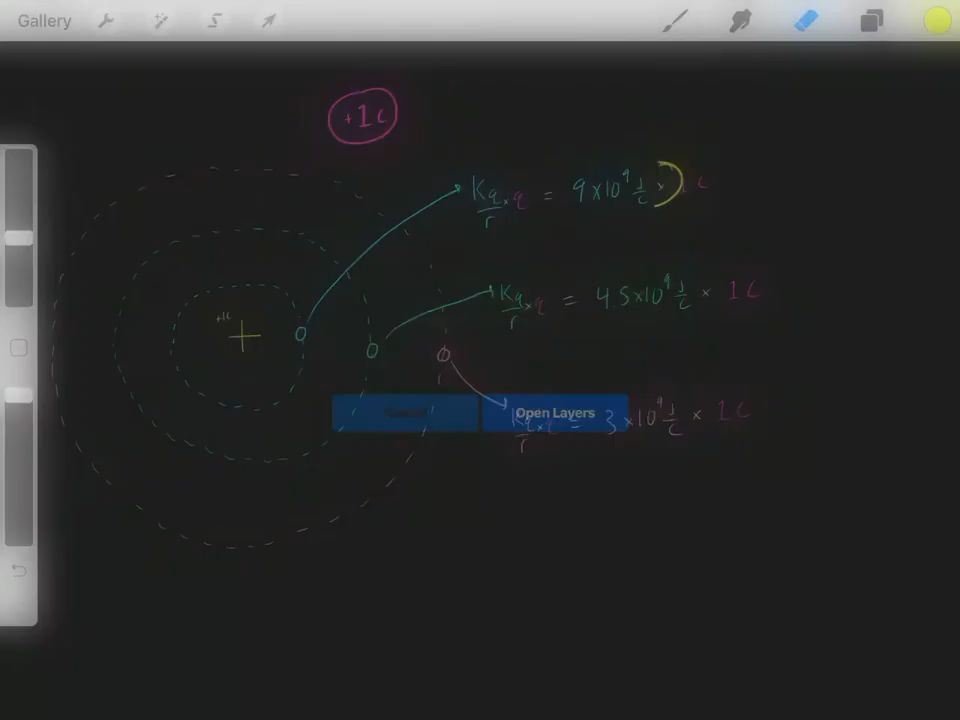 Gallery
+1C
Kq/r × q = 9×10⁹ J/C × 1C
+1C
Kq/r × q = 4.5×10⁹ J/C × 1C
Cancel Open Layers
Kq/r × q = 3×10⁹ J/C × 1C